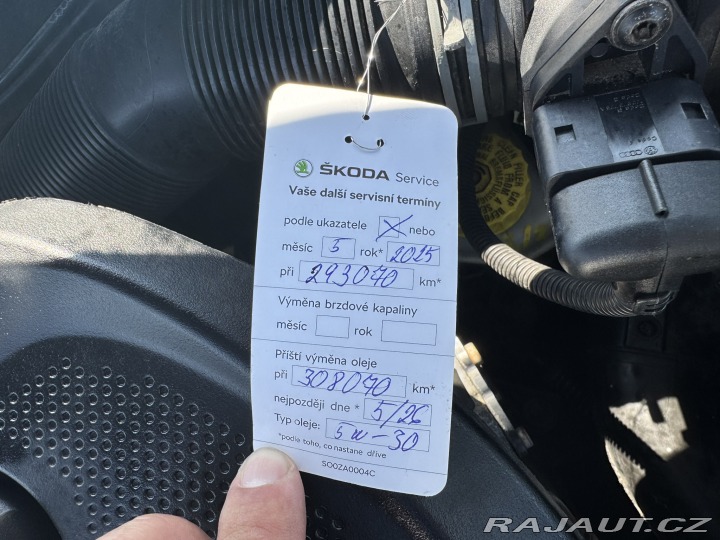 ŠKODA Service
Vaše další servisní termíny
podle ukazatele X nebo
měsíc 5 rok* 2025
při 293070 km*
Výměna brzdové kapaliny
měsíc rok
Příští výměna oleje
při 308070 km*
nejpozději dne * 5/26
Typ oleje: 5w-30
*podle toho, co nastane dříve
SO0ZA0004C
RAJAUT.CZ